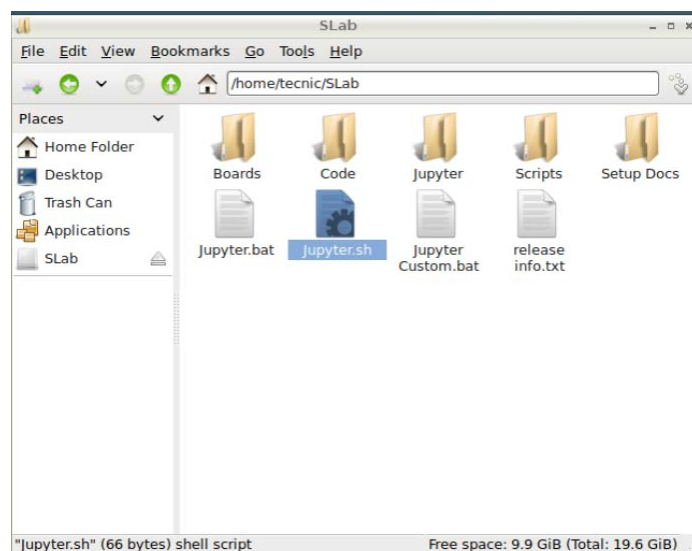 SLab
File Edit View Bookmarks Go Tools Help
/home/tecnic/SLab
Places
Home Folder
Desktop
Trash Can
Applications
SLab
Boards Code Jupyter Scripts Setup Docs
Jupyter.bat Jupyter.sh Jupyter release
Custom.bat info.txt
"Jupyter.sh" (66 bytes) shell script Free space: 9.9 GiB (Total: 19.6 GiB)